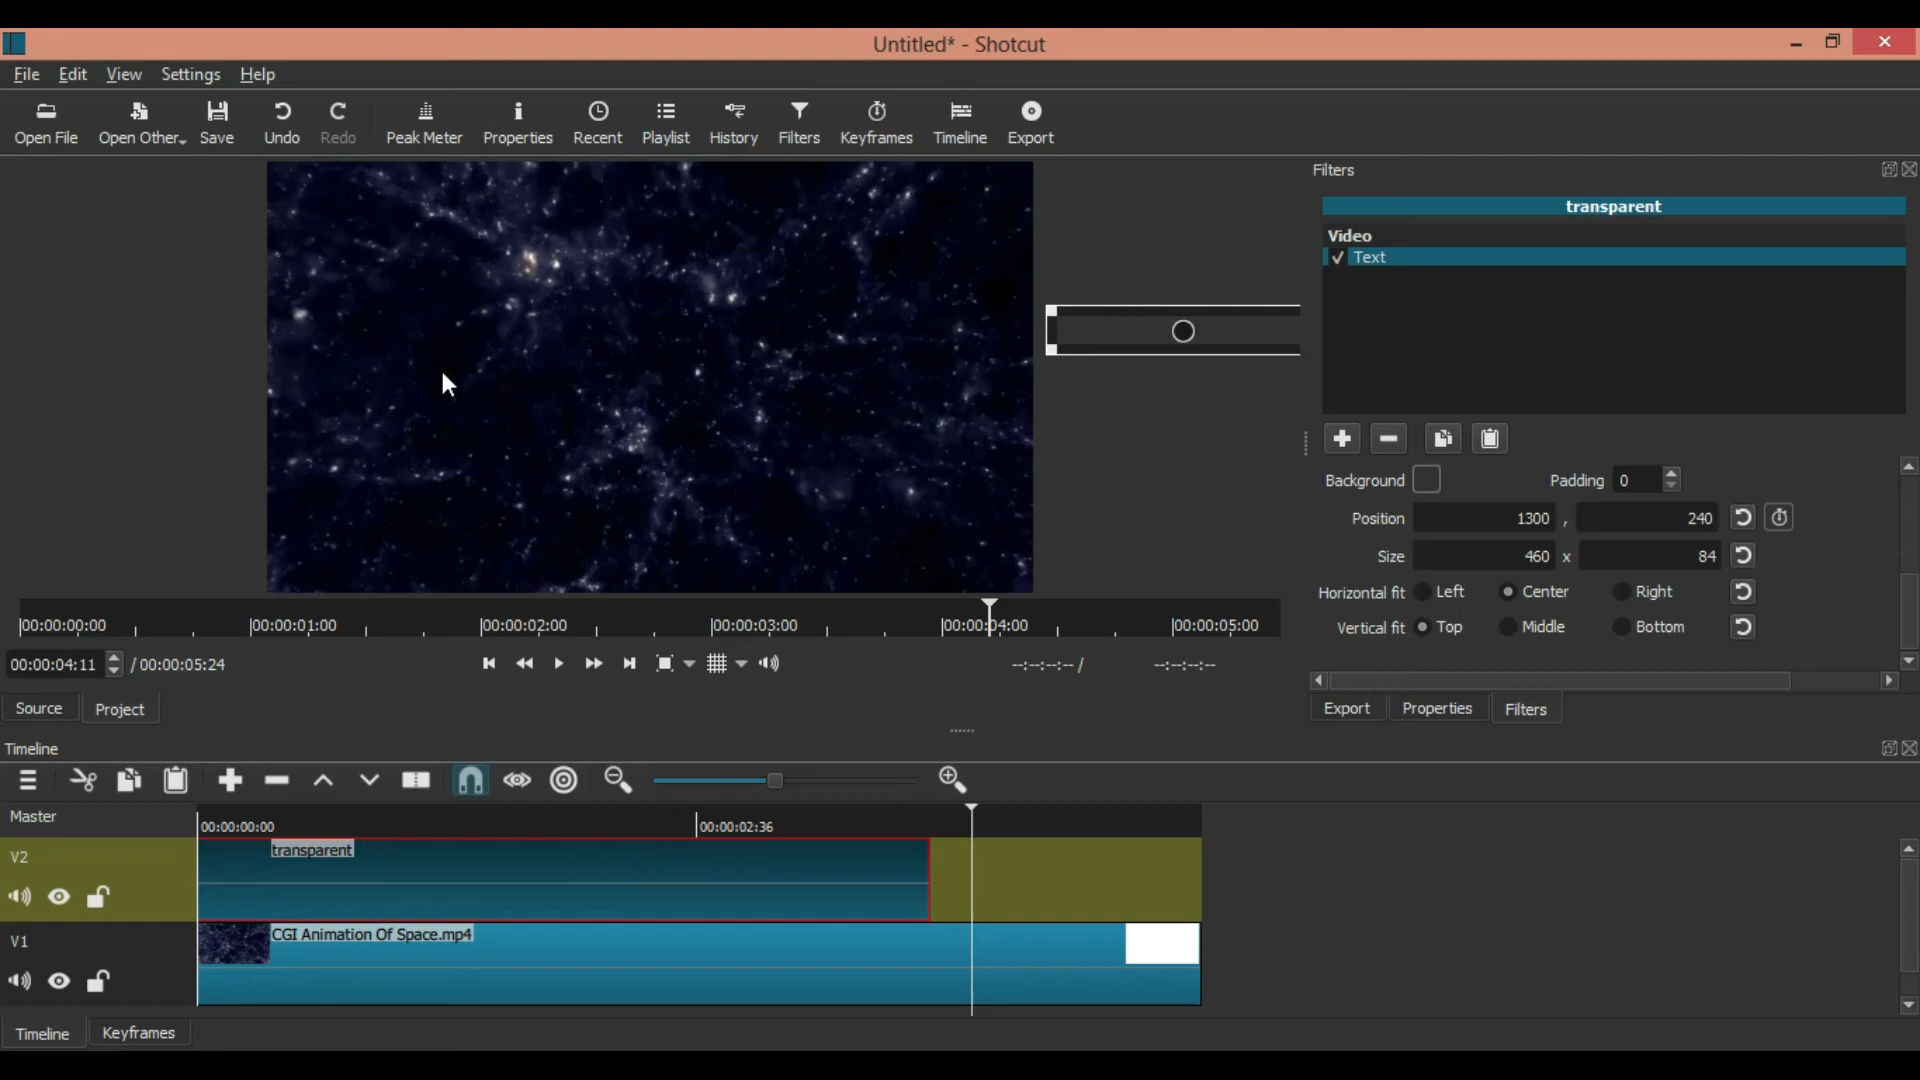 Untitled* - Shotcut
File Edit View Settings Help
Open File Open Other.. Save Undo Redo Peak Meter Properties Recent Playlist History Filters Keyframes Timeline Export
Filters
transparent
Video
Text
Background Padding 0
Position 1300 , 240
Size 460 x 84
Horizontal fit Left Center Right
Vertical fit Top Middle Bottom
00:00:00:00 00:00:01:00 00:00:02:00 00:00:03:00 00:00:04:00 00:00:05:00
00:00:04:11 / 00:00:05:24 --:--:--:-- / --:--:--:--
Source Project
Export Properties Filters
Timeline
Master
00:00:00:00 00:00:02:36
V2 transparent
V1 CGI Animation Of Space.mp4
Timeline Keyframes